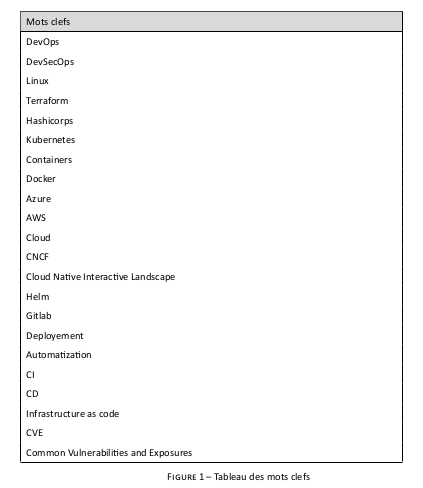 Mots clefs
DevOps
DevSecOps
Linux
Terraform
Hashicorps
Kubernetes
Containers
Docker
Azure
AWS
Cloud
CNCF
Cloud Native Interactive Landscape
Helm
Gitlab
Deployement
Automatization
CI
CD
Infrastructure as code
CVE
Common Vulnerabilities and Exposures
FIGURE 1 – Tableau des mots clefs